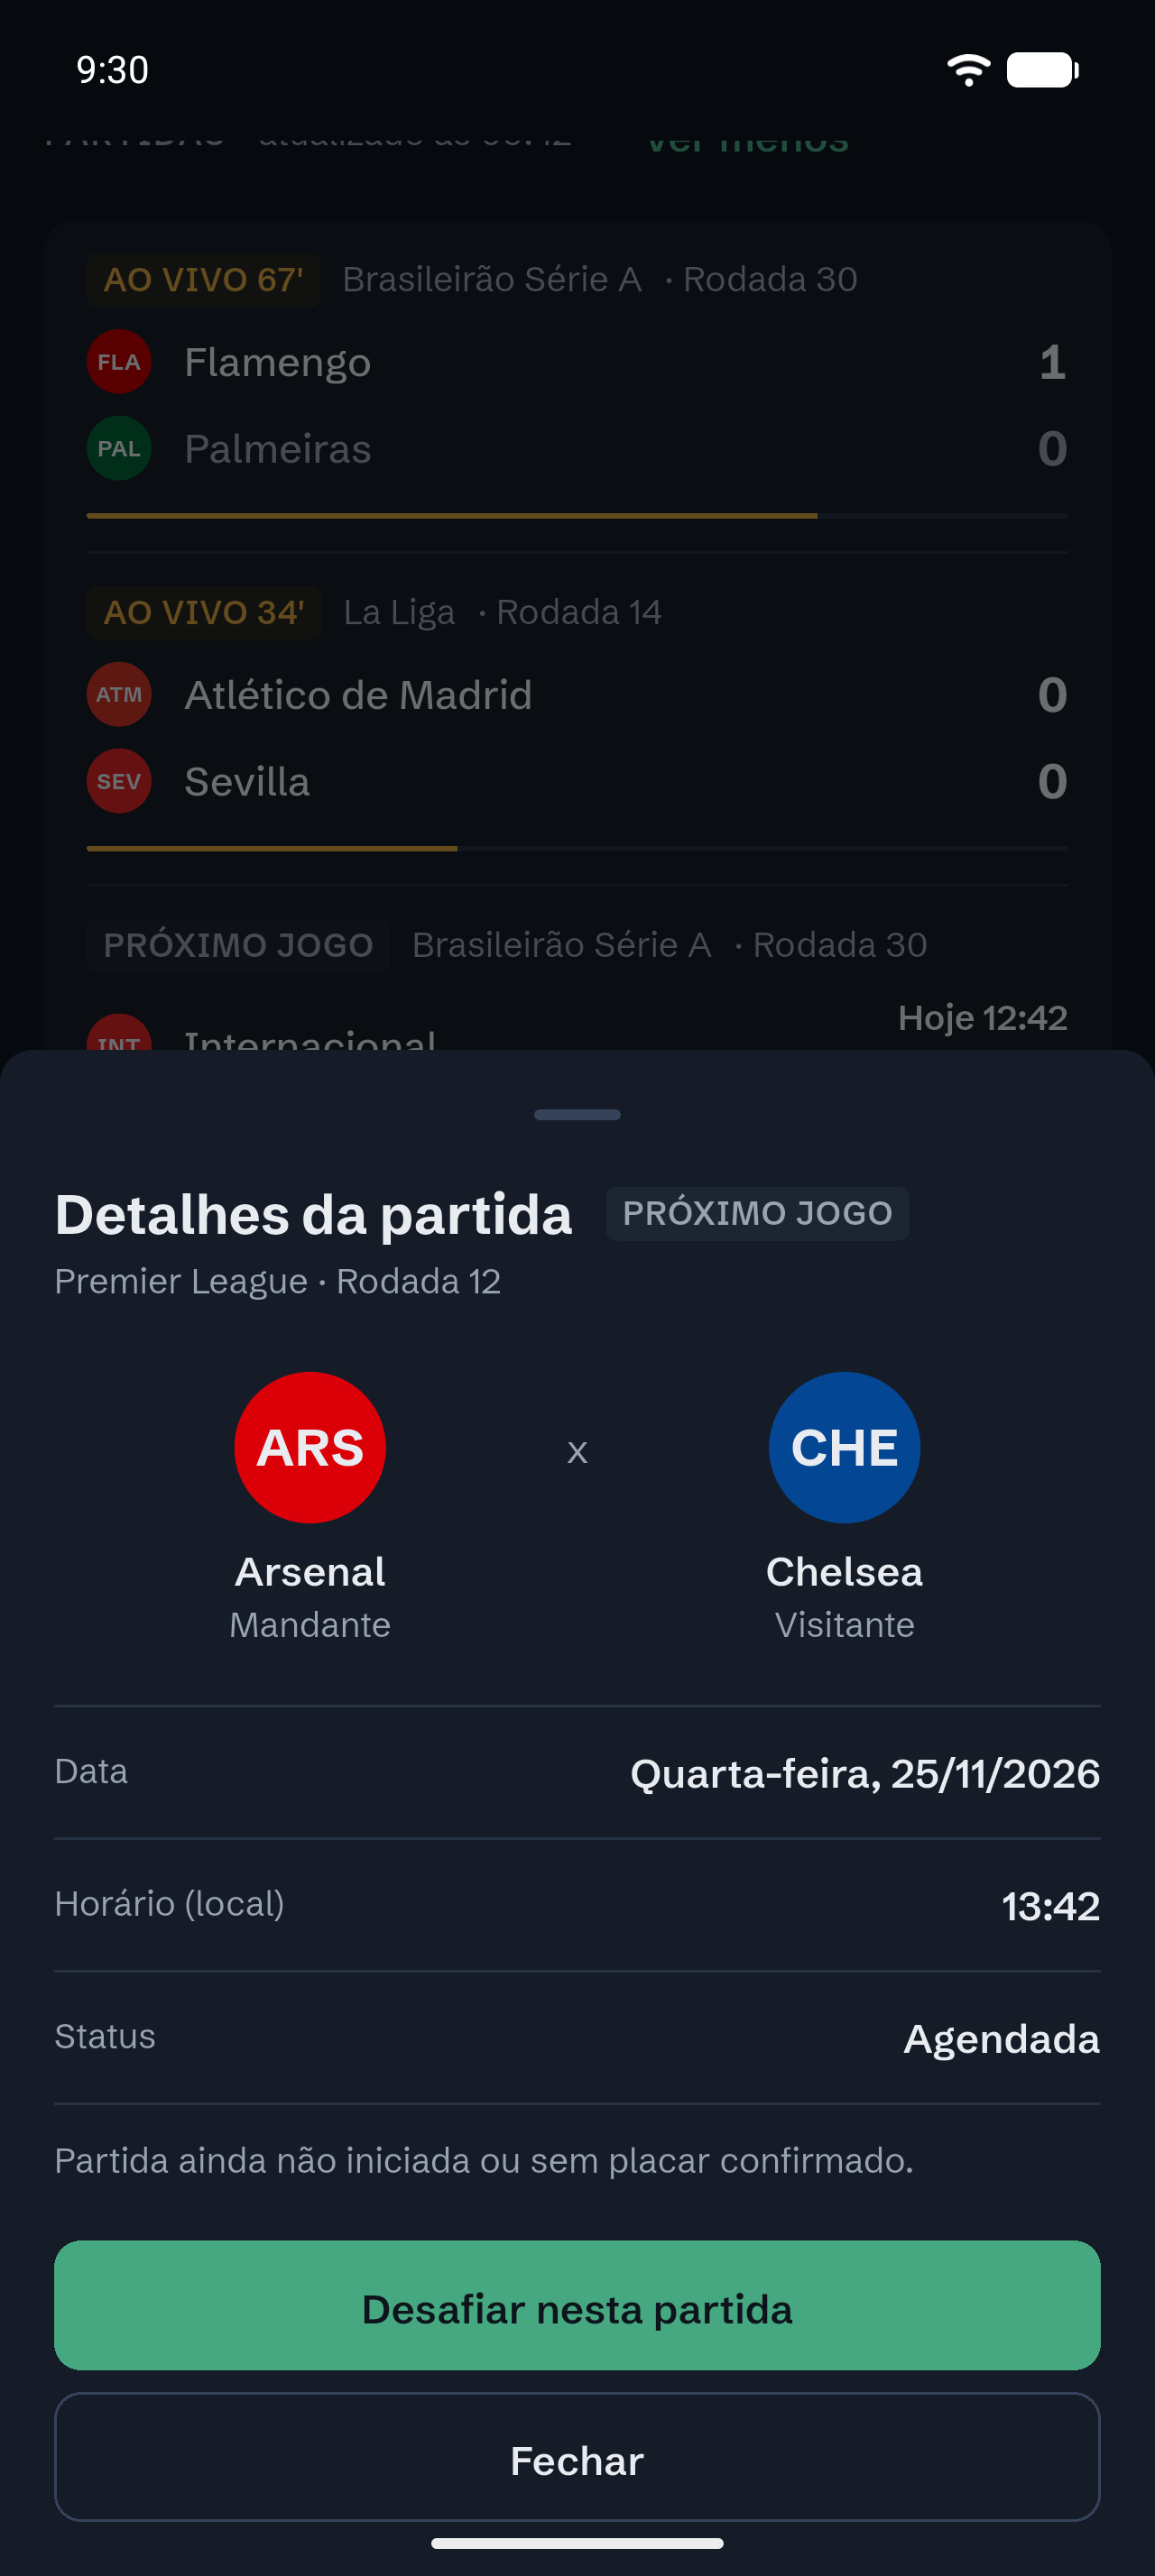 9:30
Ver menos
AO VIVO 67' Brasileirão Série A · Rodada 30
FLA Flamengo 1
PAL Palmeiras 0
AO VIVO 34' La Liga · Rodada 14
ATM Atlético de Madrid 0
SEV Sevilla 0
PRÓXIMO JOGO Brasileirão Série A · Rodada 30
Hoje 12:42
INT Internacional
Detalhes da partida PRÓXIMO JOGO
Premier League · Rodada 12
ARS x CHE
Arsenal Chelsea
Mandante Visitante
Data Quarta-feira, 25/11/2026
Horário (local) 13:42
Status Agendada
Partida ainda não iniciada ou sem placar confirmado.
Desafiar nesta partida
Fechar